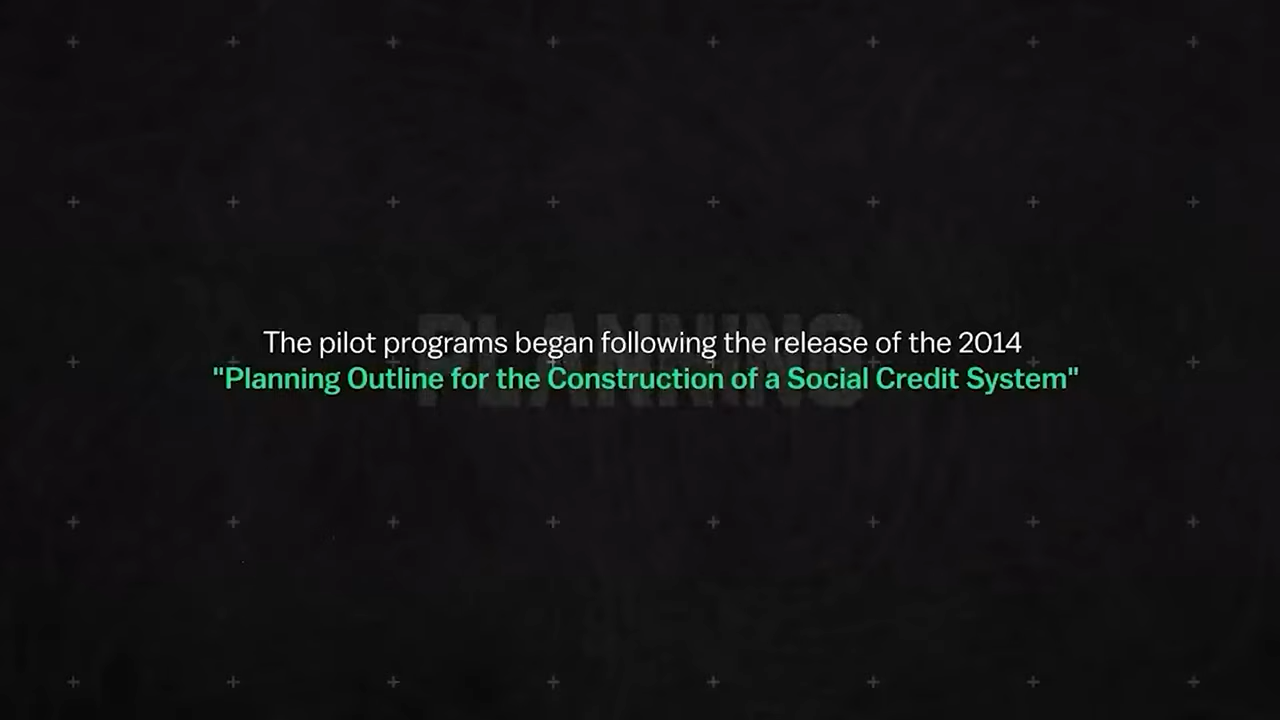 The pilot programs began following the release of the 2014
"Planning Outline for the Construction of a Social Credit System"
PLANNING